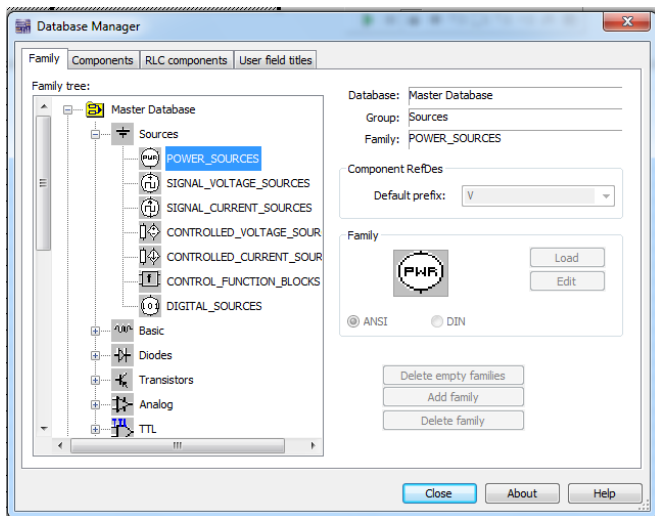 Database Manager
Family
Components
RLC components
User field titles
Family tree:
Master Database
Sources
PWR POWER_SOURCES
SIGNAL_VOLTAGE_SOURCES
SIGNAL_CURRENT_SOURCES
CONTROLLED_VOLTAGE_SOUR
CONTROLLED_CURRENT_SOUR
f CONTROL_FUNCTION_BLOCKS
DIGITAL_SOURCES
Basic
Diodes
Transistors
Analog
TTL
Database: Master Database
Group: Sources
Family: POWER_SOURCES
Component RefDes
Default prefix: V
Family
PWR
Load
Edit
ANSI DIN
Delete empty families
Add family
Delete family
Close About Help